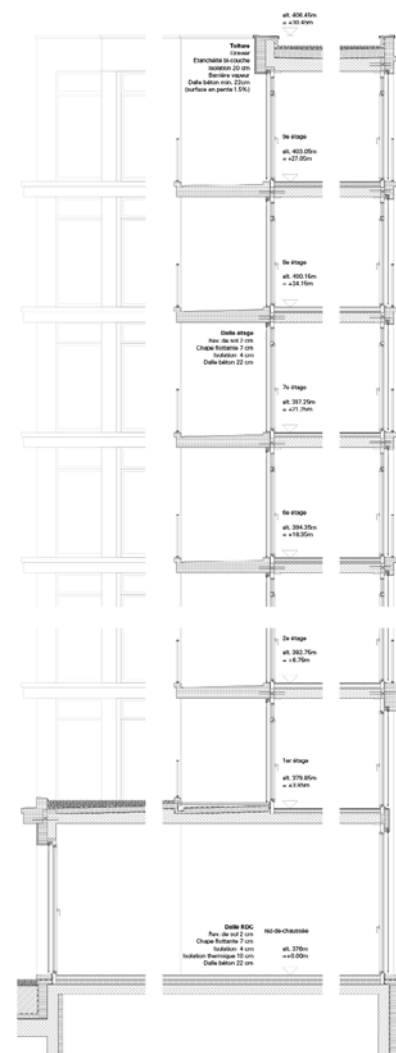 alt. 406.45m
= +30.45m
Toiture
Gravier
Etanchéité bi-couche
Isolation 20 cm
Barrière vapeur
Dalle béton min. 22cm
(surface en pente 1.5%)
9e étage
alt. 403.05m
= +27.05m
8e étage
alt. 400.15m
= +24.15m
Dalle étage
Rev. de sol 2 cm
Chape flottante 7 cm
Isolation 4 cm
Dalle béton 22 cm
7e étage
alt. 397.25m
= +21.25m
6e étage
alt. 394.35m
= +18.35m
2e étage
alt. 382.75m
= +6.75m
1er étage
alt. 379.85m
= +3.85m
Dalle RDC
Rev. de sol 2 cm
Chape flottante 7 cm
Isolation 4 cm
Isolation thermique 10 cm
Dalle béton 22 cm
rez-de-chaussée
alt. 376m
=+0.00m